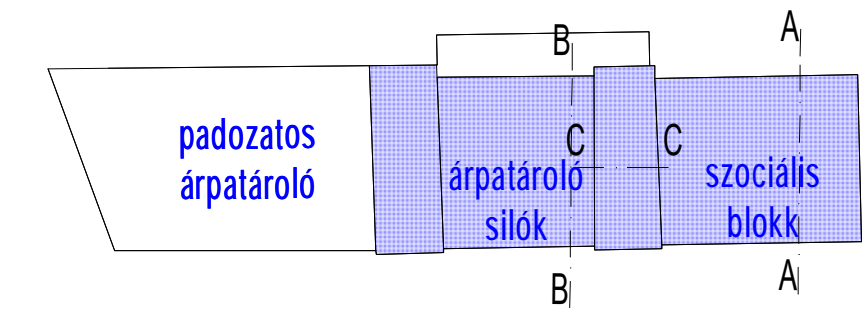 A
B
padozatos
árpatároló
C
C
árpatároló
silók
szociális
blokk
B
A